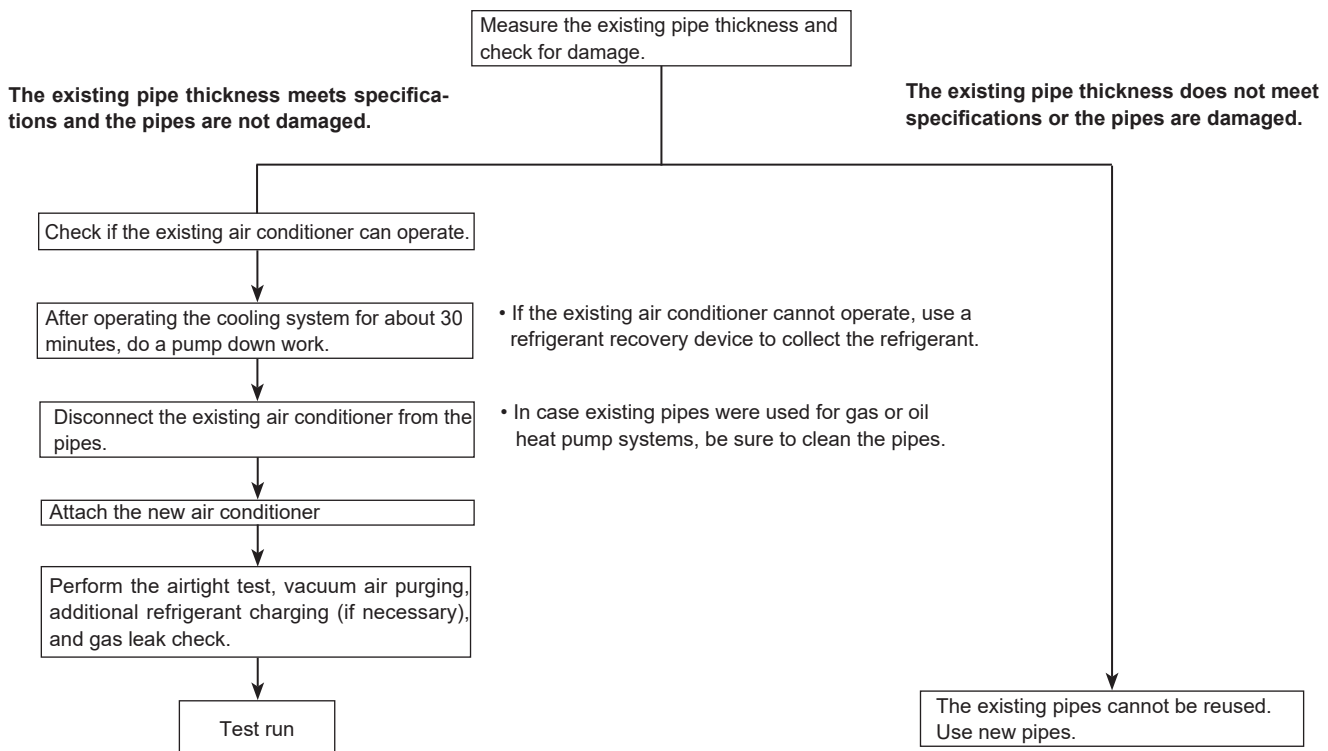 Measure the existing pipe thickness and
check for damage.
The existing pipe thickness meets specifica-
tions and the pipes are not damaged.
The existing pipe thickness does not meet
specifications or the pipes are damaged.
Check if the existing air conditioner can operate.
After operating the cooling system for about 30
minutes, do a pump down work.
• If the existing air conditioner cannot operate, use a
refrigerant recovery device to collect the refrigerant.
Disconnect the existing air conditioner from the
pipes.
• In case existing pipes were used for gas or oil
heat pump systems, be sure to clean the pipes.
Attach the new air conditioner
Perform the airtight test, vacuum air purging,
additional refrigerant charging (if necessary),
and gas leak check.
Test run
The existing pipes cannot be reused.
Use new pipes.